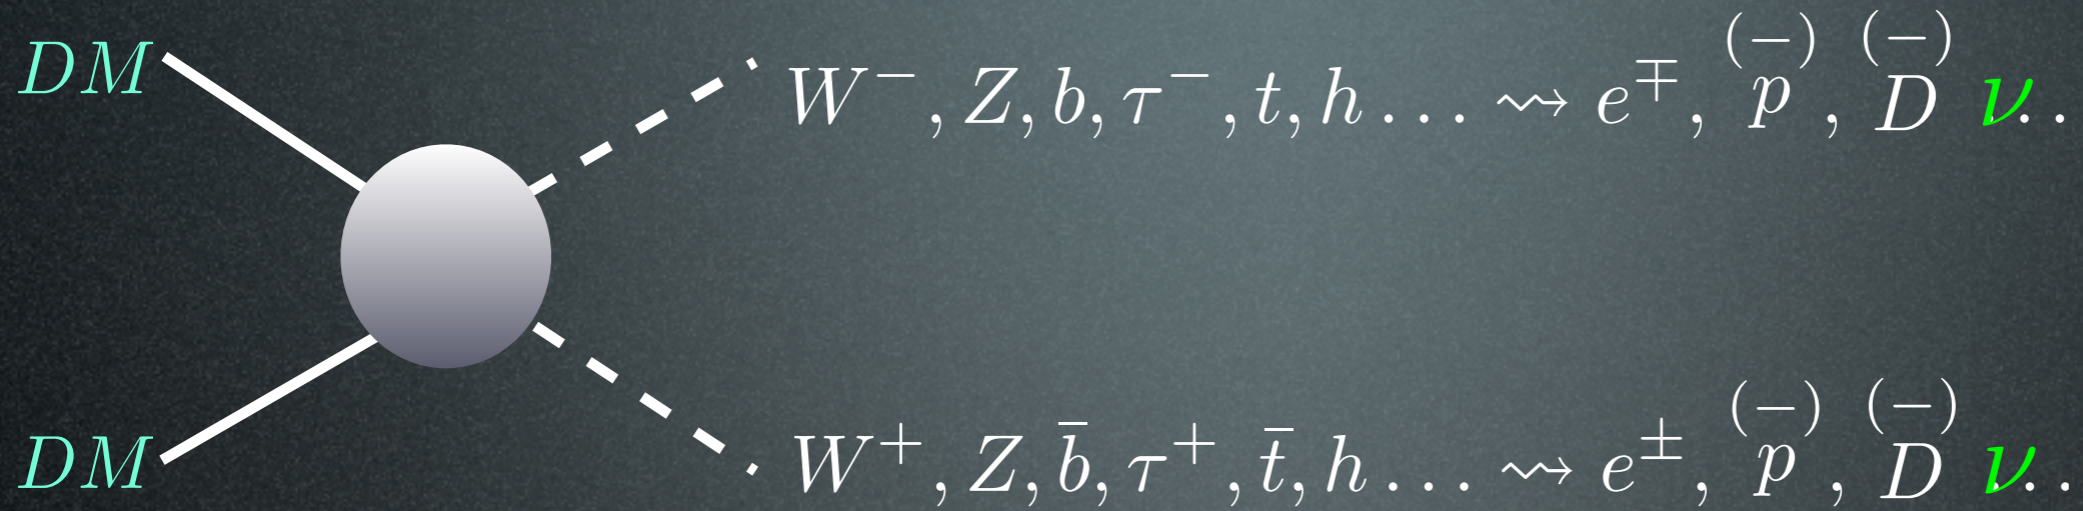 DM
W⁻, Z, b, τ⁻, t, h ... ⇝ e^∓, p^(−), D^(−) ν..
DM
W⁺, Z, b̄, τ⁺, t̄, h ... ⇝ e^±, p^(−), D^(−) ν..